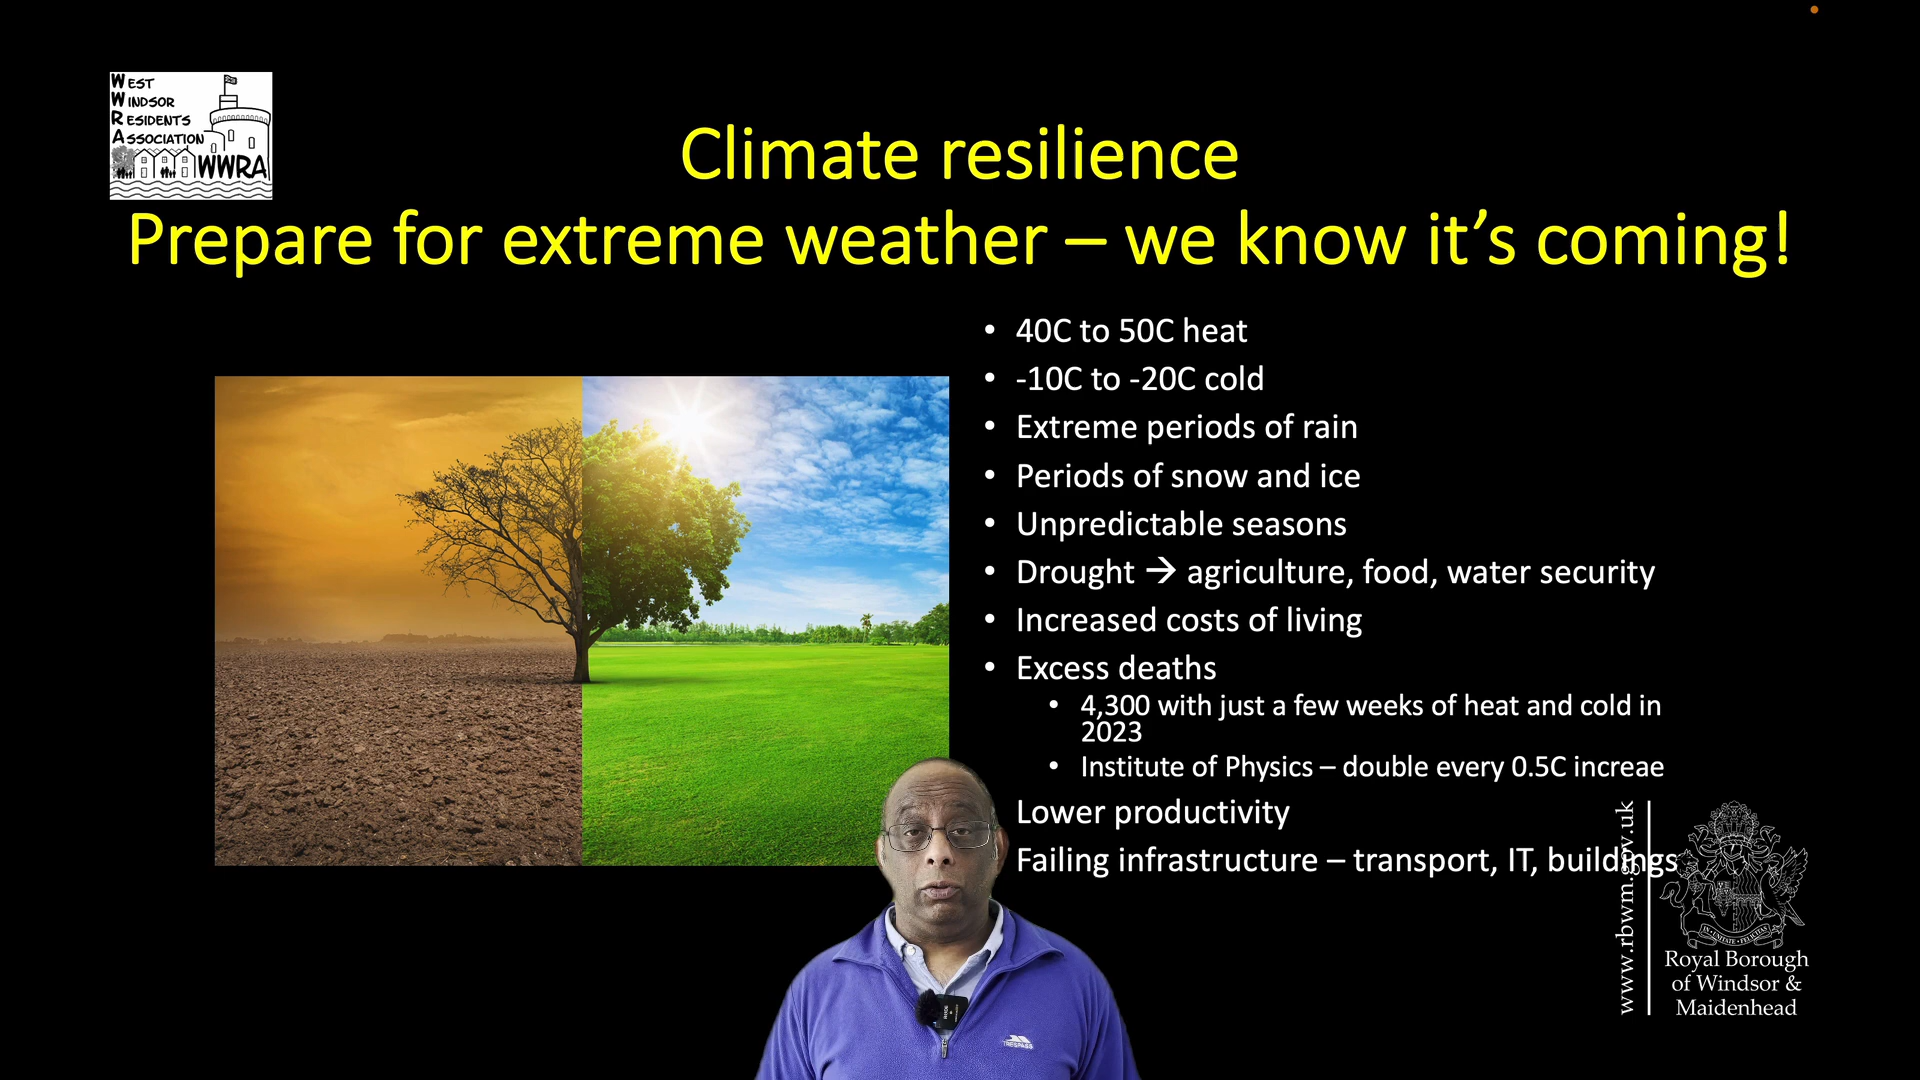 WEST
WINDSOR
RESIDENTS
ASSOCIATION
WWRA
Climate resilience
Prepare for extreme weather – we know it’s coming!
• 40C to 50C heat
• -10C to -20C cold
• Extreme periods of rain
• Periods of snow and ice
• Unpredictable seasons
• Drought → agriculture, food, water security
• Increased costs of living
• Excess deaths
• 4,300 with just a few weeks of heat and cold in
2023
• Institute of Physics – double every 0.5C increae
Lower productivity
Failing infrastructure – transport, IT, buildings
www.rbwm.gov.uk
IN · UNITATE · FELICITAS
Royal Borough
of Windsor &
Maidenhead
TRESPASS